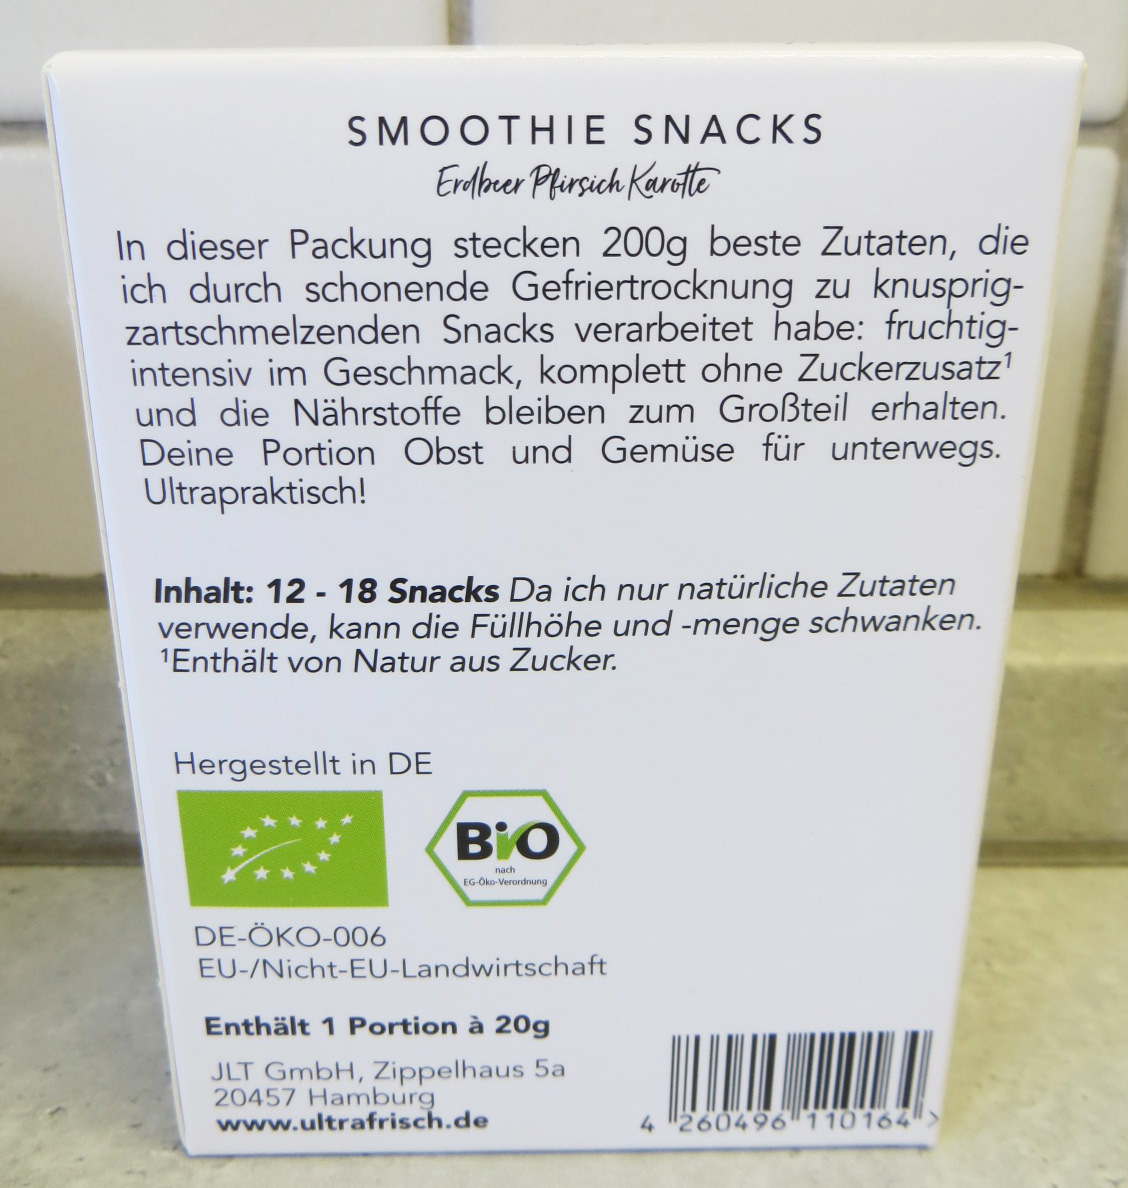 SMOOTHIE SNACKS
Erdbeer Pfirsich Karotte
In dieser Packung stecken 200g beste Zutaten, die
ich durch schonende Gefriertrocknung zu knusprig-
zartschmelzenden Snacks verarbeitet habe: fruchtig-
intensiv im Geschmack, komplett ohne Zuckerzusatz¹
und die Nährstoffe bleiben zum Großteil erhalten.
Deine Portion Obst und Gemüse für unterwegs.
Ultrapraktisch!
Inhalt: 12 - 18 Snacks Da ich nur natürliche Zutaten
verwende, kann die Füllhöhe und -menge schwanken.
¹Enthält von Natur aus Zucker.
Hergestellt in DE
Bio
nach
EG-Öko-Verordnung
DE-ÖKO-006
EU-/Nicht-EU-Landwirtschaft
Enthält 1 Portion à 20g
JLT GmbH, Zippelhaus 5a
20457 Hamburg
www.ultrafrisch.de
4 260496 110164 >